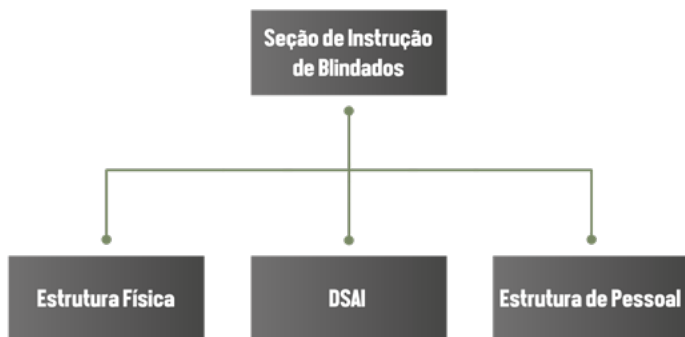 Seção de Instrução
de Blindados
Estrutura Física
DSAI
Estrutura de Pessoal